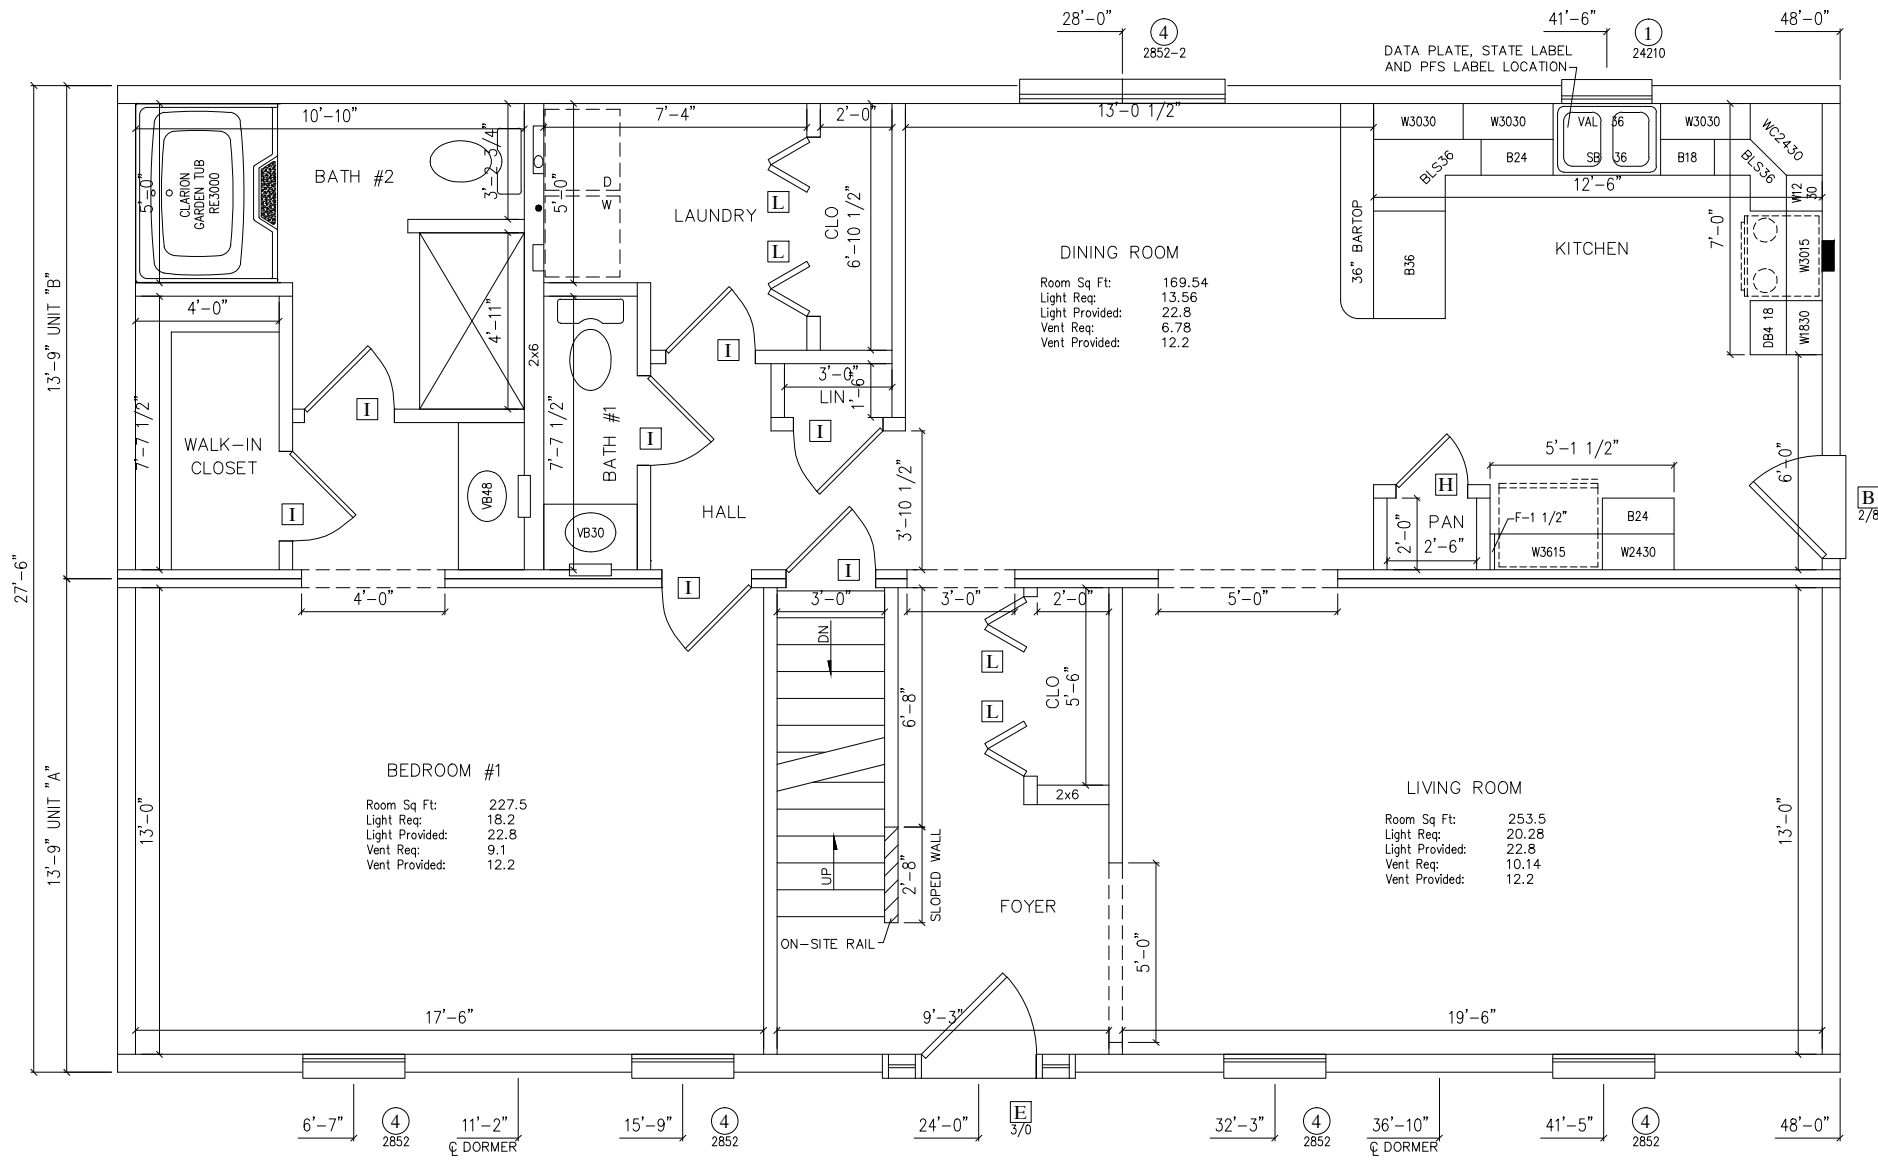 28'-0"
4
2852-2
41'-6"
1
24210
48'-0"
DATA PLATE, STATE LABEL
AND PFS LABEL LOCATION
10'-10"
7'-4"
2'-0"
13'-0 1/2"
W3030
W3030
VAL 36
W3030
WC2430
BLS36
B24
SB 36
B18
BLS36
W12
30
12'-6"
5'-0"
CLARION
GARDEN TUB
RE3000
BATH #2
3'-2 3/4"
5'-0"
D
W
LAUNDRY
L
L
CLO
6'-10 1/2"
DINING ROOM
Room Sq Ft: 169.54
Light Req: 13.56
Light Provided: 22.8
Vent Req: 6.78
Vent Provided: 12.2
36" BARTOP
B36
KITCHEN
7'-0"
W3015
DB4 18
W1830
4'-0"
4'-11"
2x6
13'-9" UNIT "B"
27'-6"
7'-7 1/2"
WALK-IN
CLOSET
I
I
VB48
7'-7 1/2"
BATH #1
VB30
I
I
3'-0"
LIN.
1'-6"
I
HALL
3'-10 1/2"
5'-1 1/2"
H
PAN
2'-0"
2'-6"
F-1 1/2"
B24
W3615
W2430
6'-0"
B
2/8
I
I
4'-0"
3'-0"
3'-0"
2'-0"
5'-0"
DN
6'-8"
L
L
CLO
5'-6"
2x6
13'-9" UNIT "A"
13'-0"
BEDROOM #1
Room Sq Ft: 227.5
Light Req: 18.2
Light Provided: 22.8
Vent Req: 9.1
Vent Provided: 12.2
UP
2'-8"
SLOPED WALL
ON-SITE RAIL
FOYER
5'-0"
LIVING ROOM
Room Sq Ft: 253.5
Light Req: 20.28
Light Provided: 22.8
Vent Req: 10.14
Vent Provided: 12.2
13'-0"
17'-6"
9'-3"
19'-6"
6'-7"
4
2852
11'-2"
℄ DORMER
15'-9"
4
2852
24'-0"
E
3/0
32'-3"
4
2852
36'-10"
℄ DORMER
41'-5"
4
2852
48'-0"